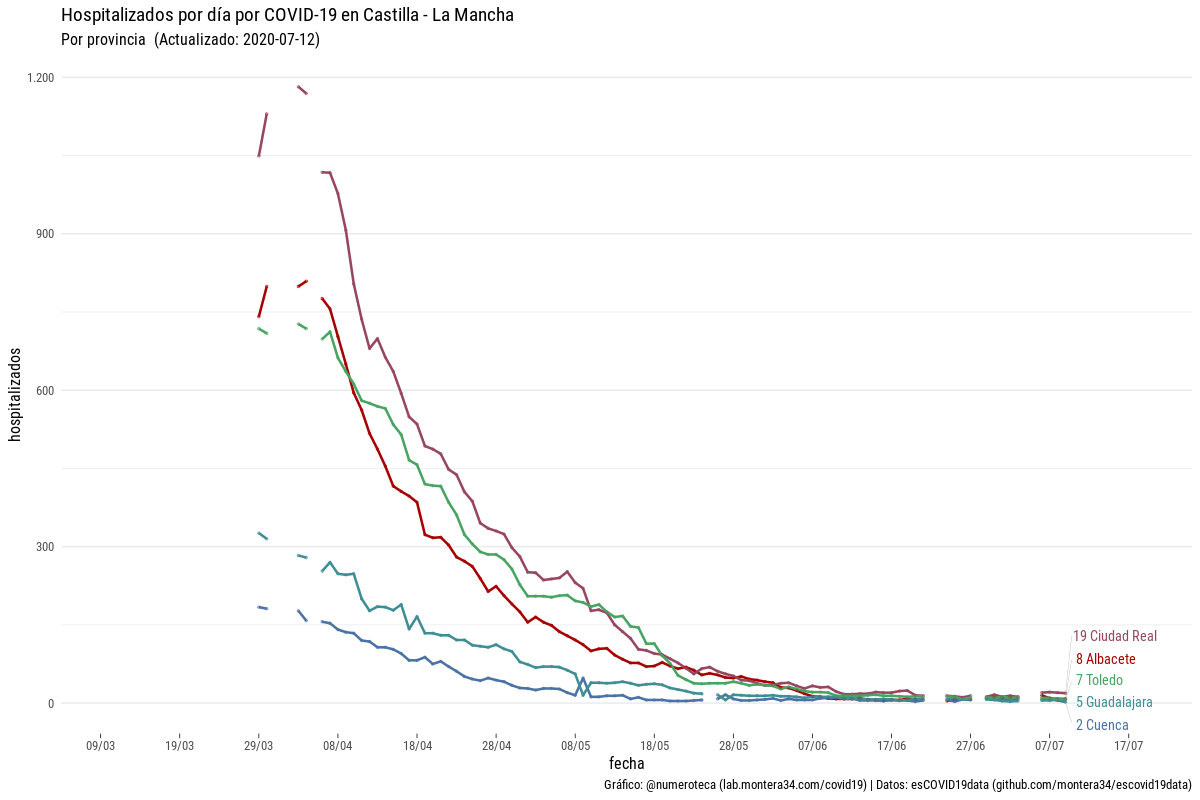 Hospitalizados por día por COVID-19 en Castilla - La Mancha
Por provincia  (Actualizado: 2020-07-12)
1.200
900
600
300
0
hospitalizados
19 Ciudad Real
8 Albacete
7 Toledo
5 Guadalajara
2 Cuenca
09/03 19/03 29/03 08/04 18/04 28/04 08/05 18/05 28/05 07/06 17/06 27/06 07/07 17/07
fecha
Gráfico: @numeroteca (lab.montera34.com/covid19) | Datos: esCOVID19data (github.com/montera34/escovid19data)